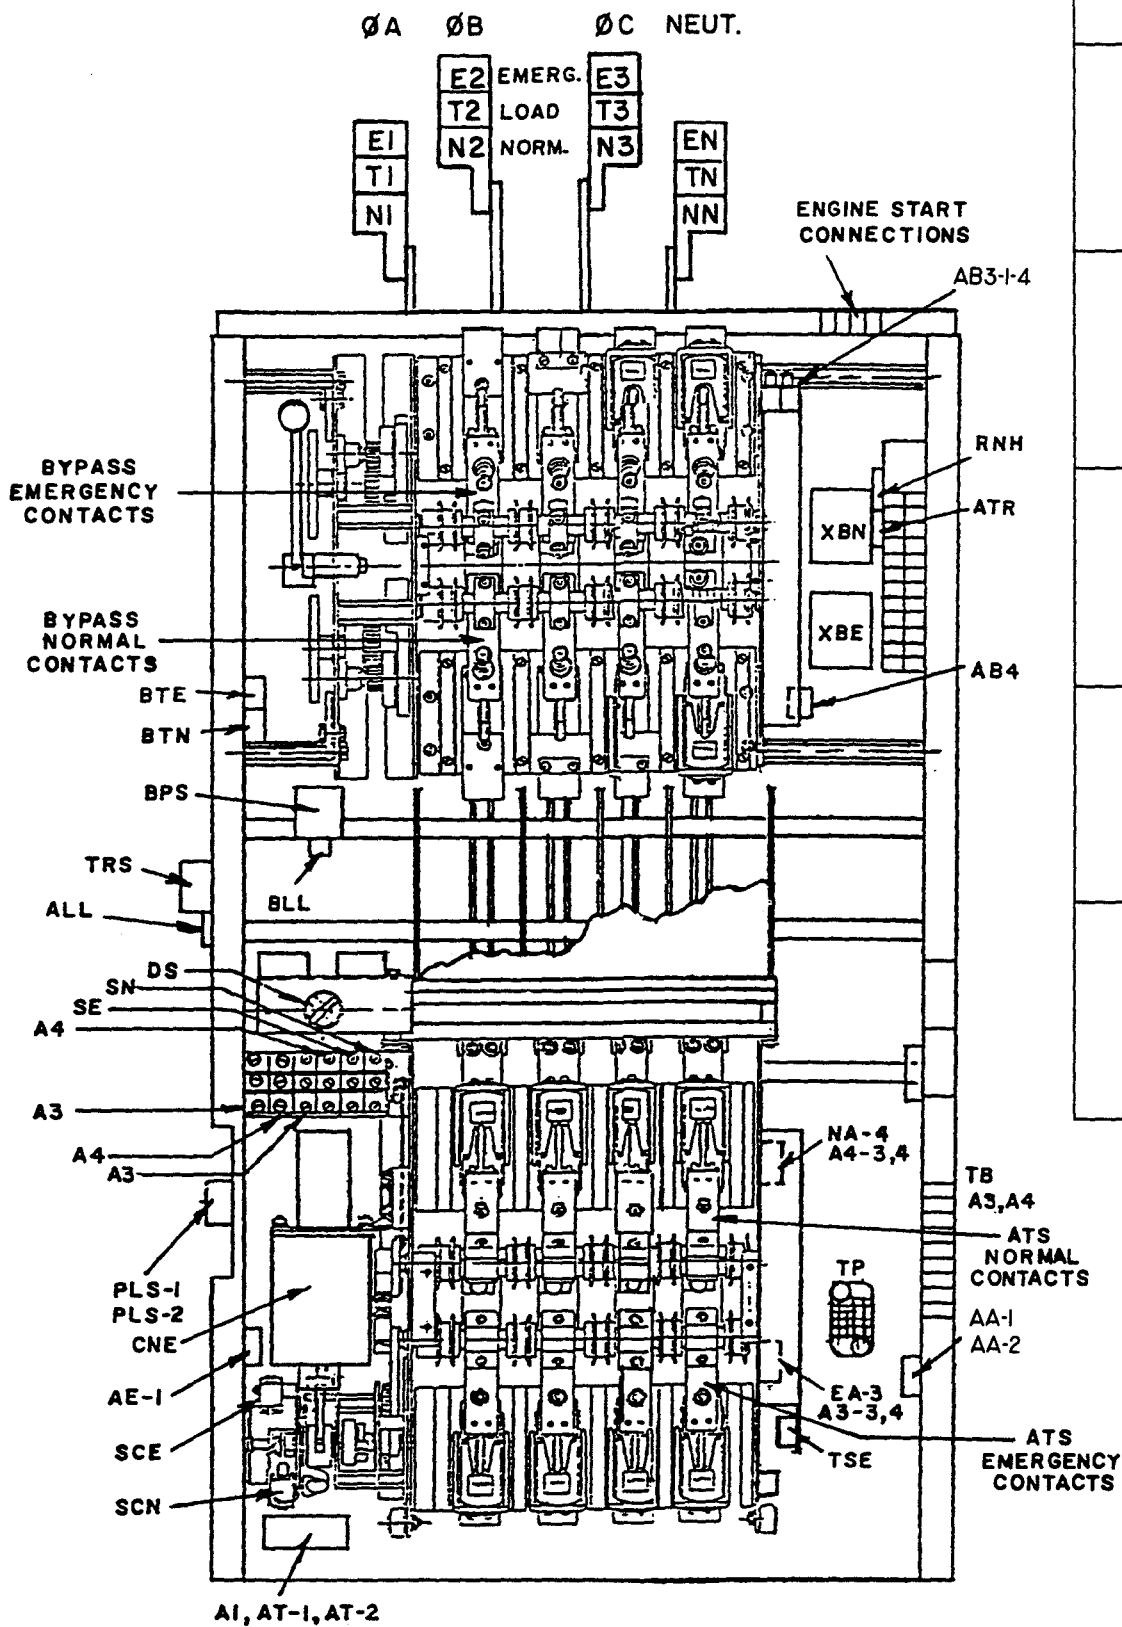 ØA ØB ØC NEUT.
E2 EMERG. E3
T2 LOAD T3
N2 NORM. N3
E1 EN
T1 TN
N1 NN
ENGINE START
CONNECTIONS
AB3-1-4
RNH
ATR
XBN
XBE
AB4
BYPASS
EMERGENCY
CONTACTS
BYPASS
NORMAL
CONTACTS
BTE
BTN
BPS
TRS
ALL
BLL
DS
SN
SE
A4
A3
A4
A3
NA-4
A4-3,4
TB
A3,A4
ATS
NORMAL
CONTACTS
TP
AA-1
AA-2
PLS-1
PLS-2
CNE
AE-1
SCE
SCN
EA-3
A3-3,4
TSE
ATS
EMERGENCY
CONTACTS
A1, AT-1, AT-2